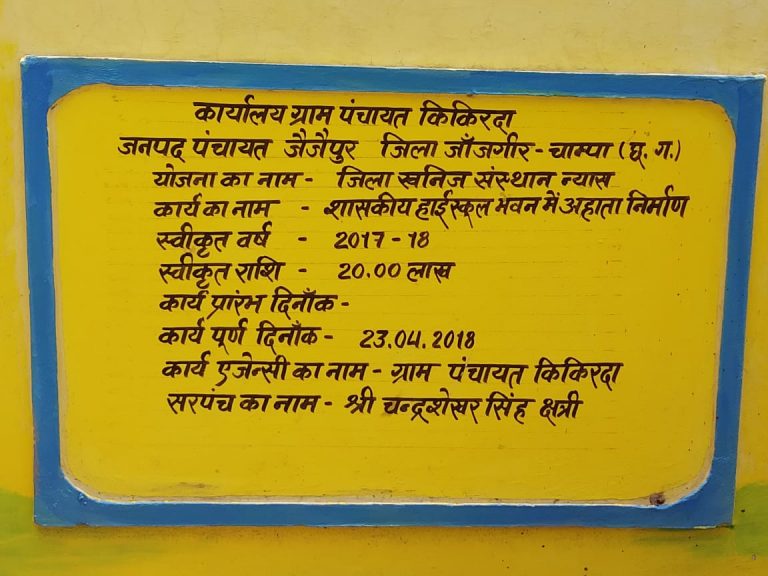 कार्यालय ग्राम पंचायत किकिरदा
जनपद् पंचायत जैजैपुर जिला जाँजगीर - चाम्पा (छ. ग.)
योजना का नाम - जिला खनिज संस्थान न्यास
कार्य का नाम - शासकीय हाई स्कूल भवन में अहाता निर्माण
स्वीकृत वर्ष - 2017 - 18
स्वीकृत राशि - 20.00 लाख
कार्य प्रारंभ दिनाँक -
कार्य पूर्ण दिनाँक - 23.04.2018
कार्य एजेन्सी का नाम - ग्राम पंचायत किकिरदा
सरपंच का नाम - श्री चन्द्रशेखर सिंह क्षत्री